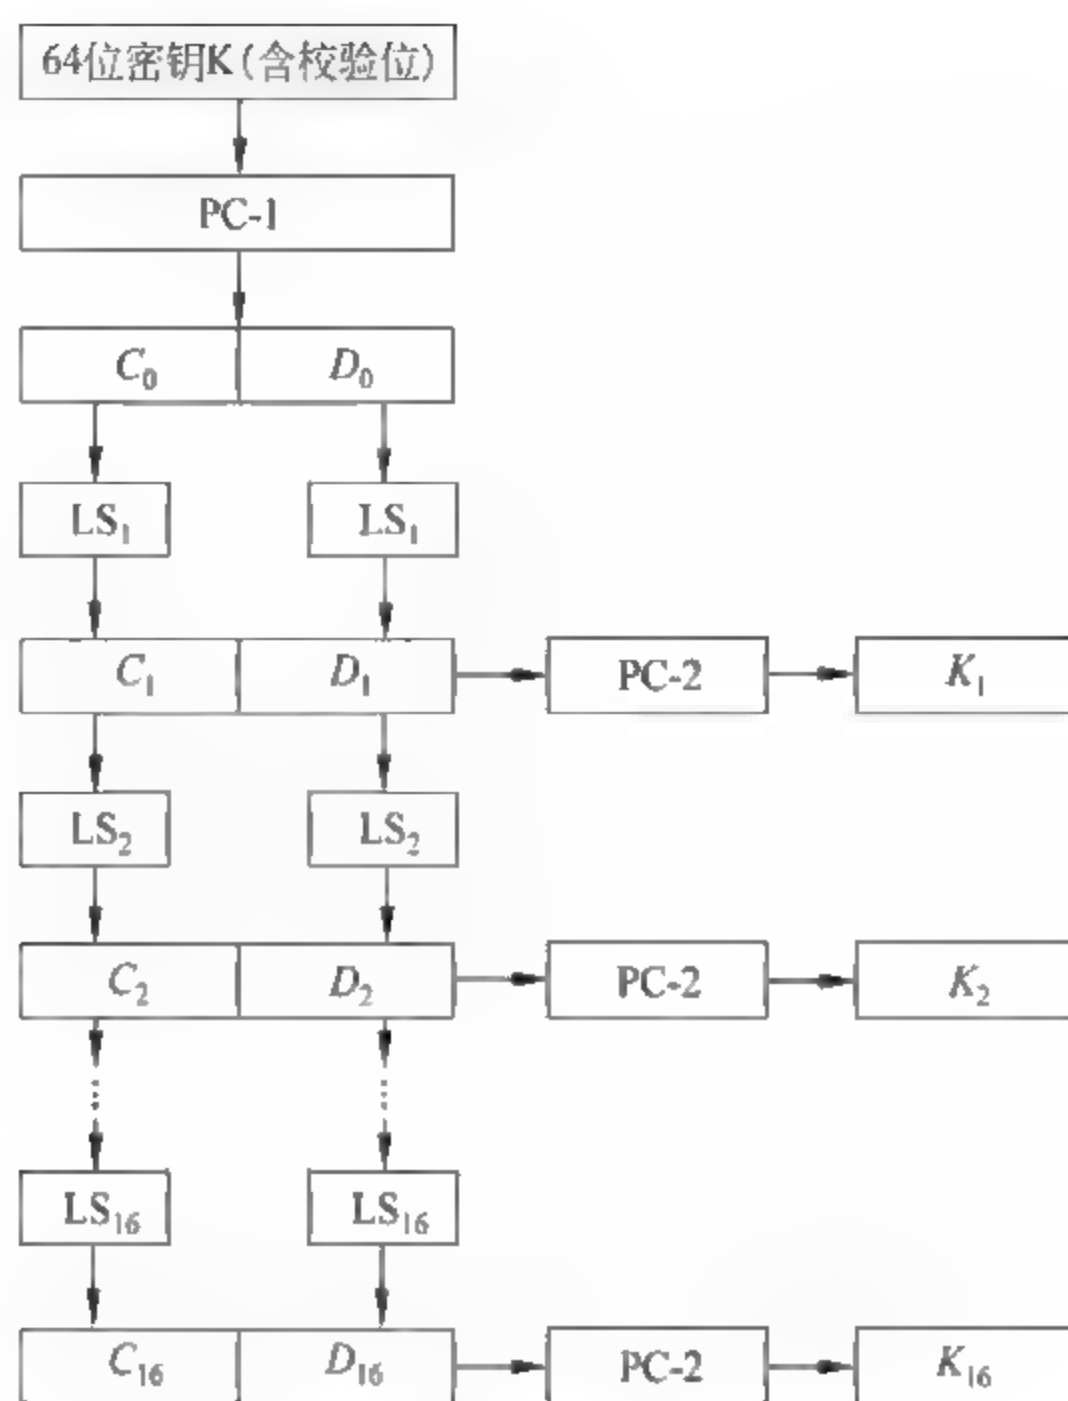 64位密钥K(含校验位)
PC-1
C₀ D₀
LS₁ LS₁
C₁ D₁ PC-2 K₁
LS₂ LS₂
C₂ D₂ PC-2 K₂
⋮ ⋮
LS₁₆ LS₁₆
C₁₆ D₁₆ PC-2 K₁₆